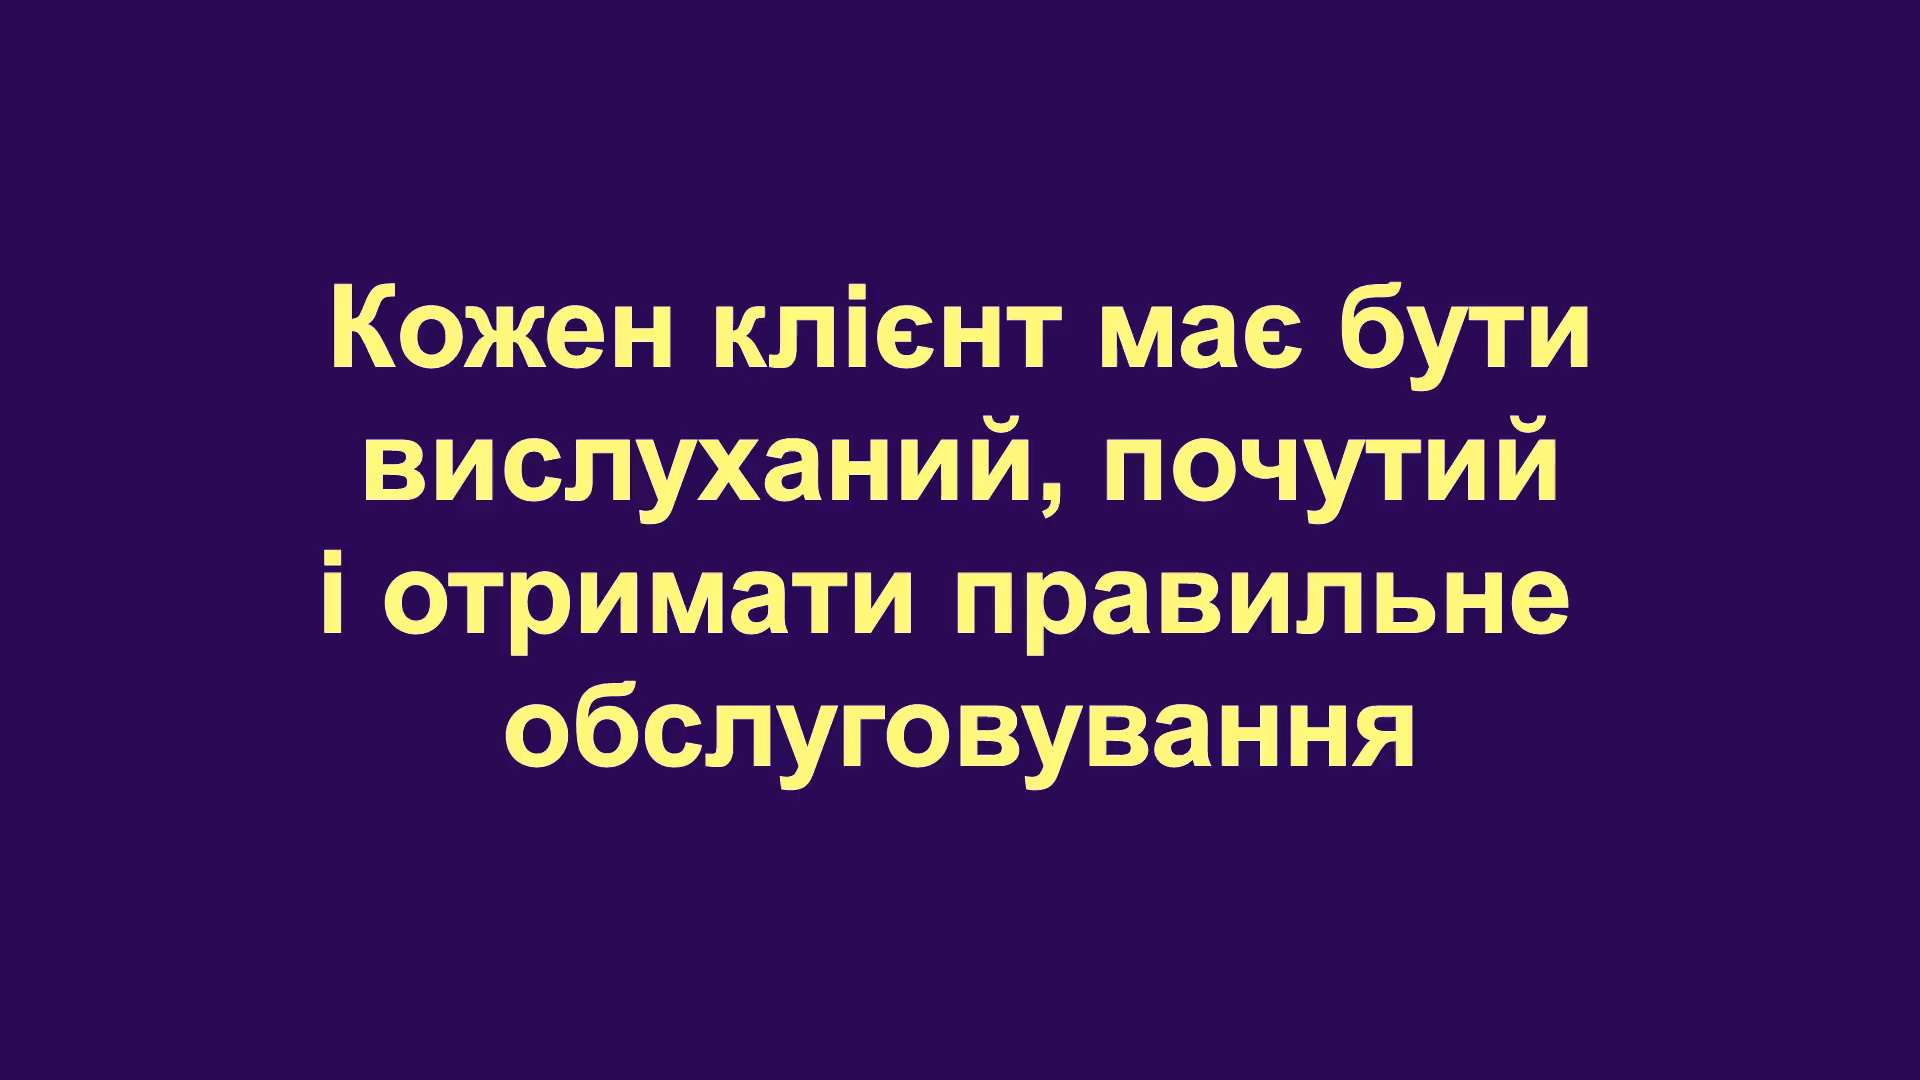 Кожен клієнт має бути
вислуханий, почутий
і отримати правильне
обслуговування